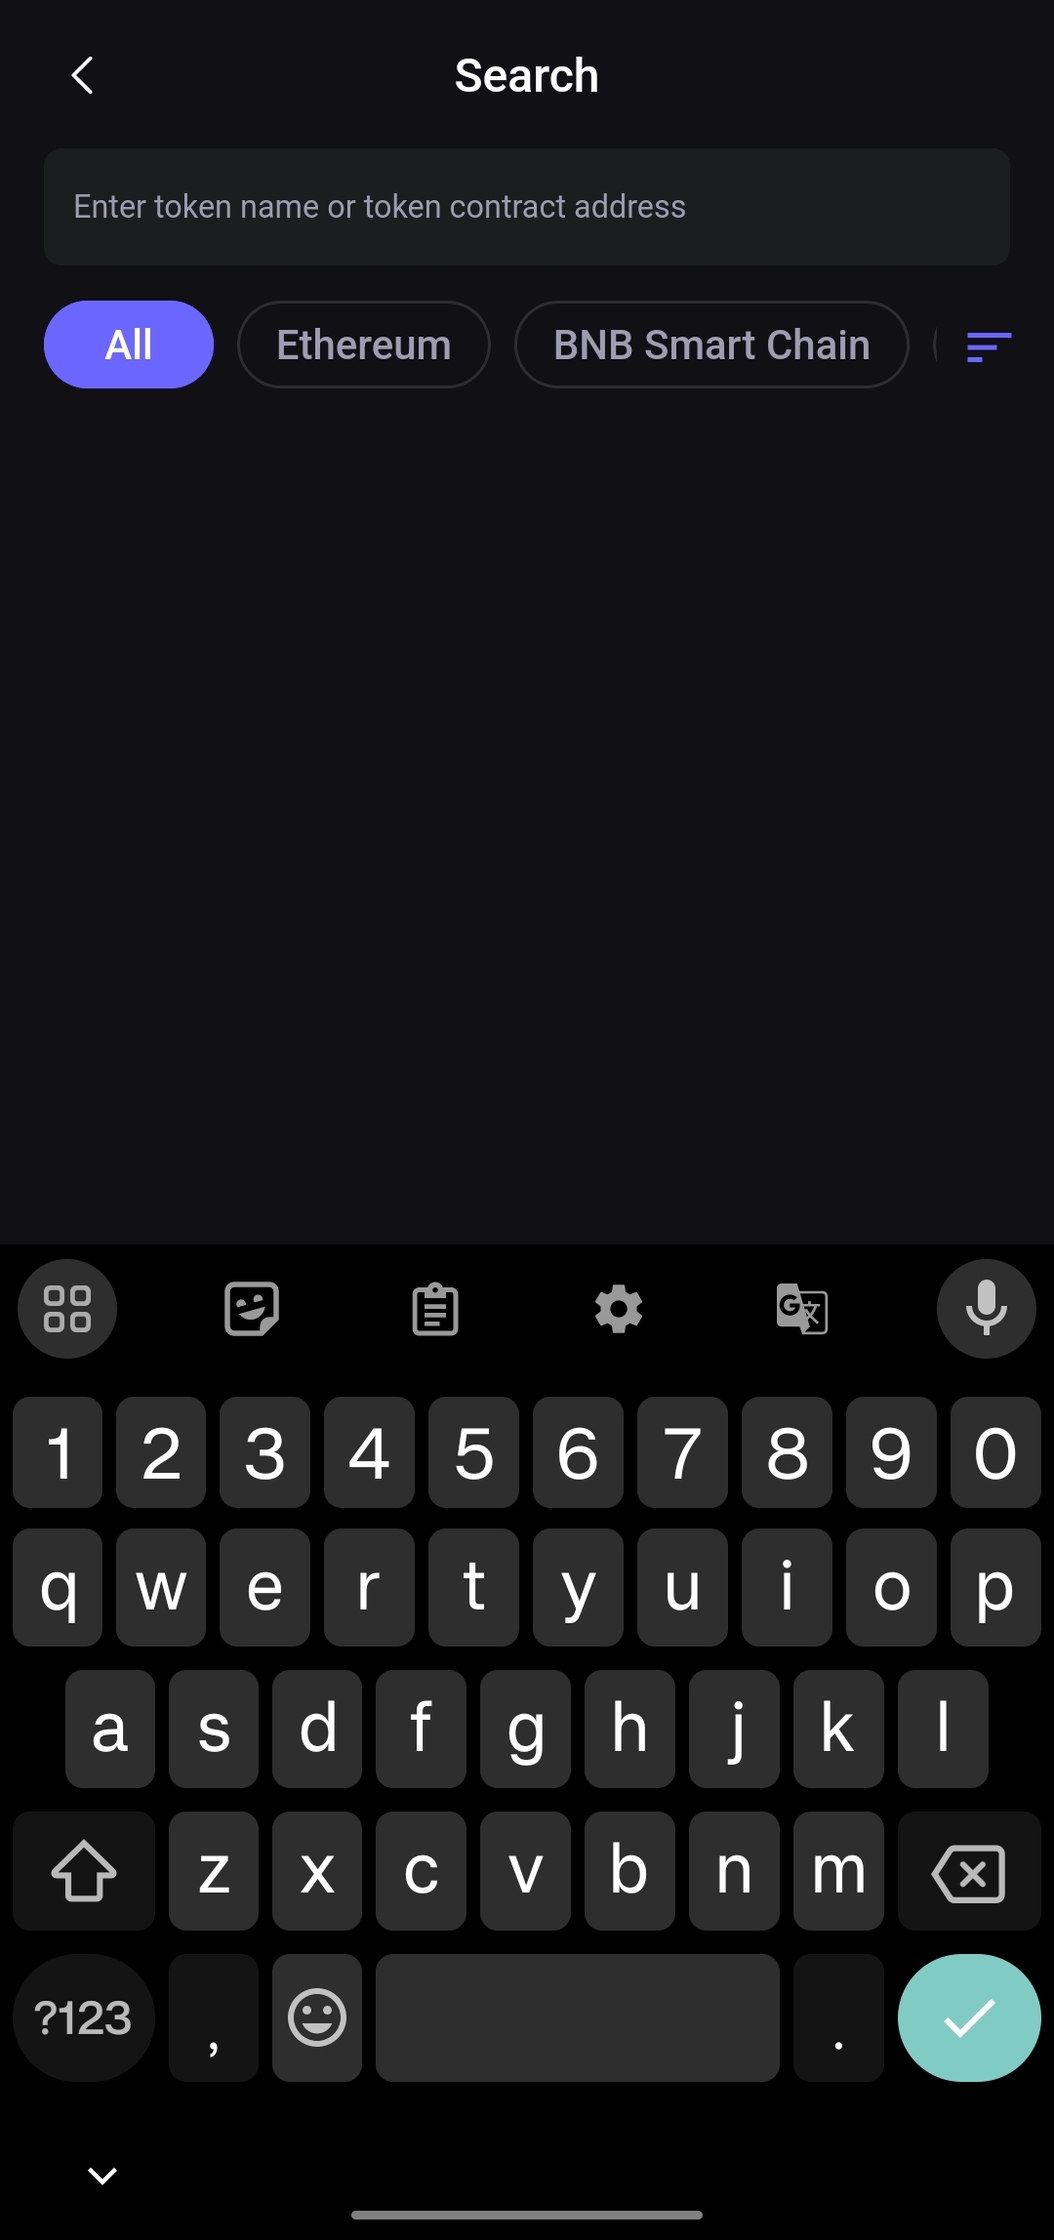 Search
Enter token name or token contract address
All Ethereum BNB Smart Chain
1 2 3 4 5 6 7 8 9 0
q w e r t y u i o p
a s d f g h j k l
z x c v b n m
?123 , .